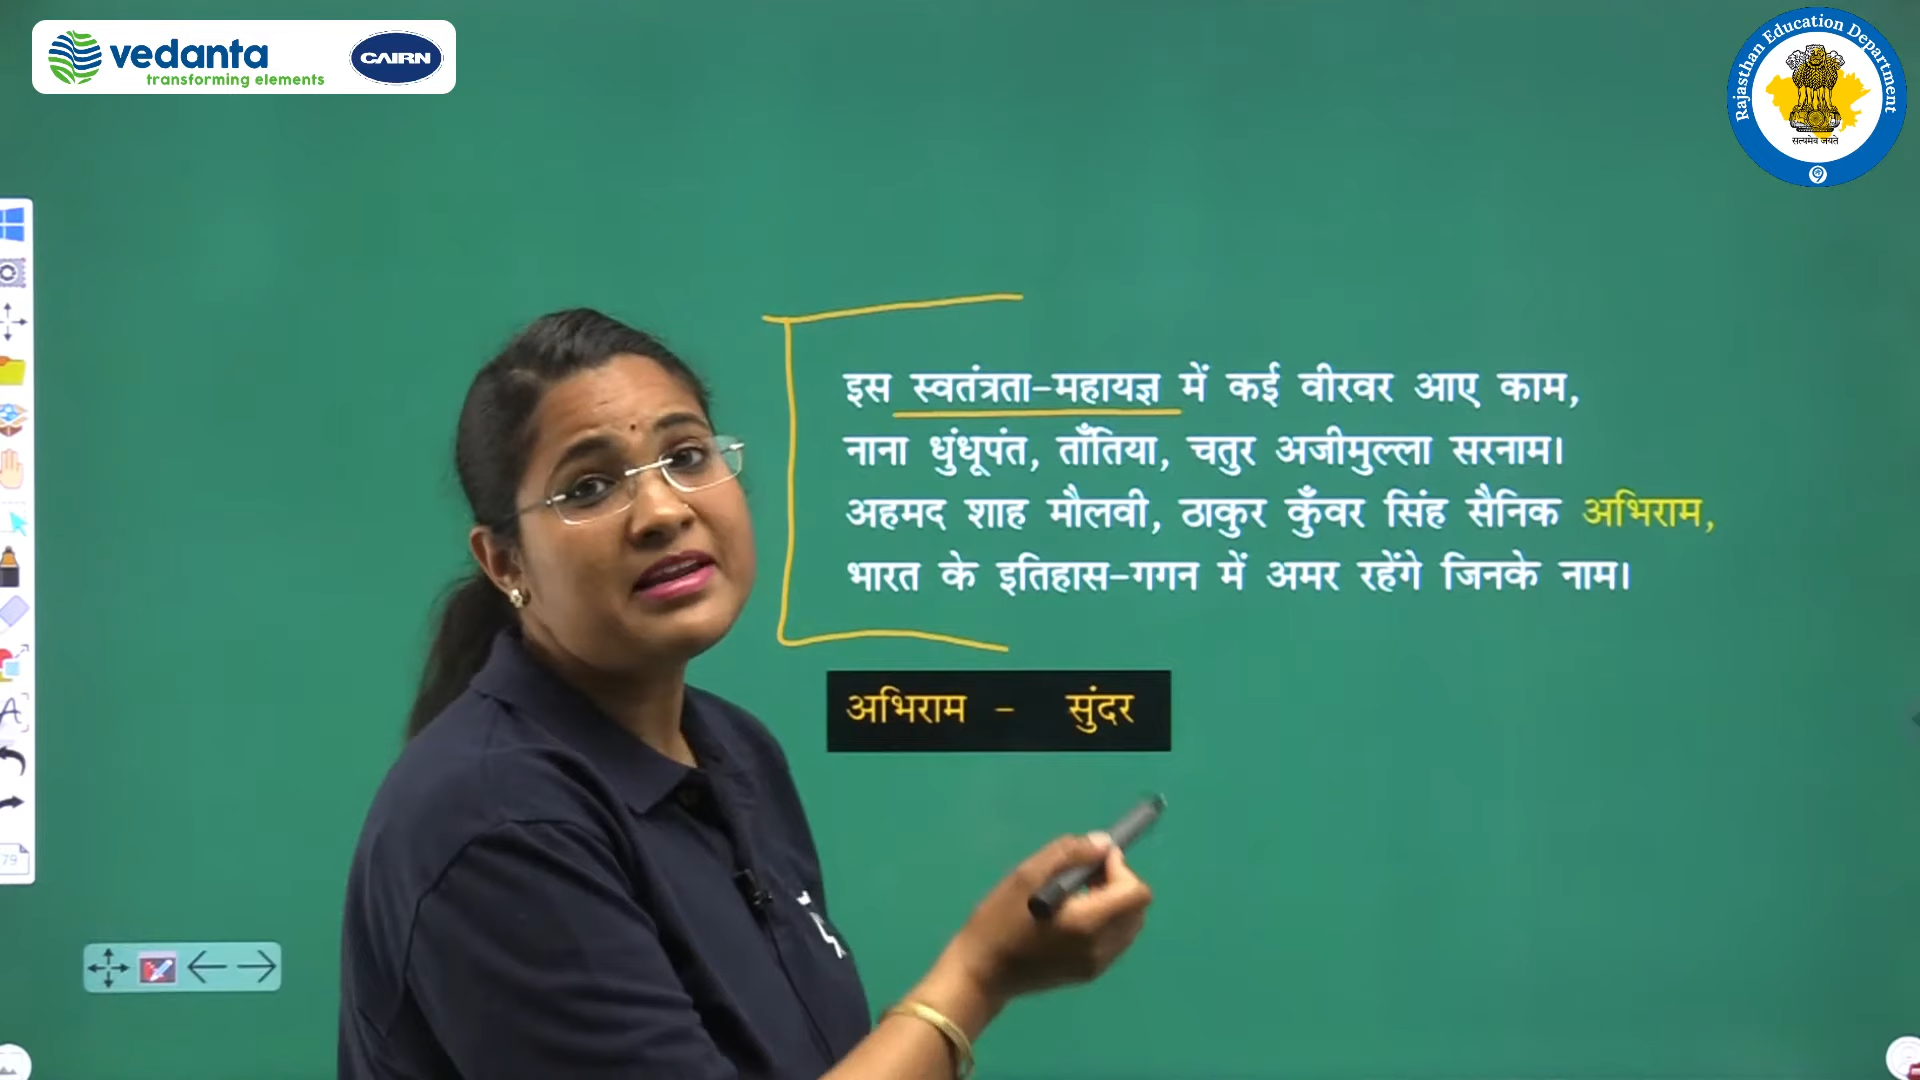 vedanta
transforming elements
CAIRN
Rajasthan Education Department
सत्यमेव जयते
इस स्वतंत्रता-महायज्ञ में कई वीरवर आए काम,
नाना धुंधूपंत, ताँतिया, चतुर अजीमुल्ला सरनाम।
अहमद शाह मौलवी, ठाकुर कुँवर सिंह सैनिक अभिराम,
भारत के इतिहास-गगन में अमर रहेंगे जिनके नाम।
अभिराम - सुंदर
A
79